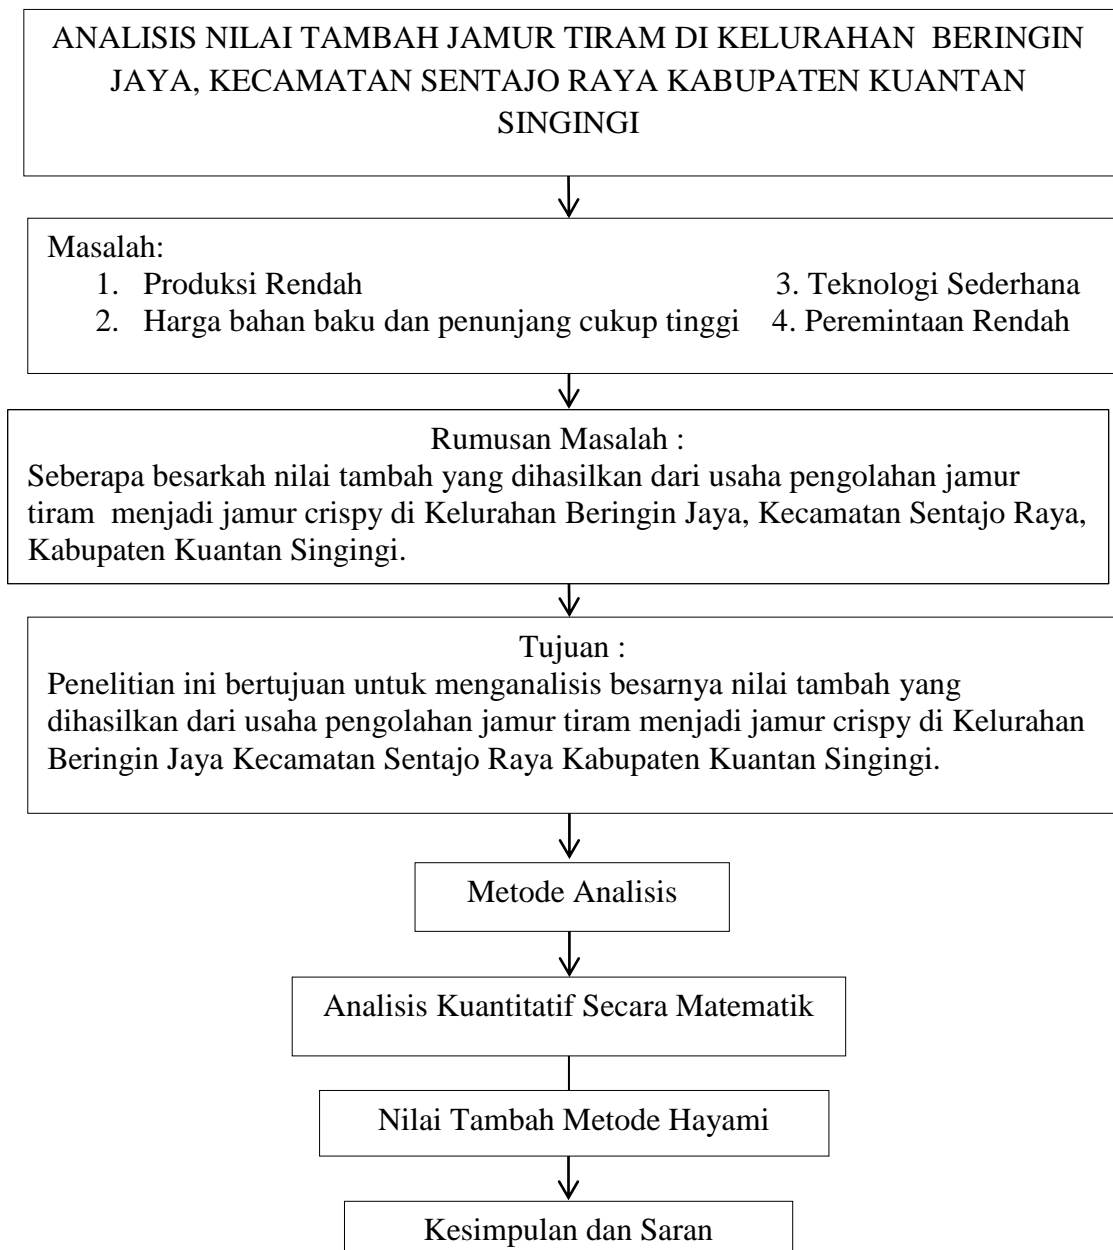 ANALISIS NILAI TAMBAH JAMUR TIRAM DI KELURAHAN BERINGIN
JAYA, KECAMATAN SENTAJO RAYA KABUPATEN KUANTAN
SINGINGI
Masalah:
1. Produksi Rendah 3. Teknologi Sederhana
2. Harga bahan baku dan penunjang cukup tinggi 4. Peremintaan Rendah
Rumusan Masalah :
Seberapa besarkah nilai tambah yang dihasilkan dari usaha pengolahan jamur
tiram menjadi jamur crispy di Kelurahan Beringin Jaya, Kecamatan Sentajo Raya,
Kabupaten Kuantan Singingi.
Tujuan :
Penelitian ini bertujuan untuk menganalisis besarnya nilai tambah yang
dihasilkan dari usaha pengolahan jamur tiram menjadi jamur crispy di Kelurahan
Beringin Jaya Kecamatan Sentajo Raya Kabupaten Kuantan Singingi.
Metode Analisis
Analisis Kuantitatif Secara Matematik
Nilai Tambah Metode Hayami
Kesimpulan dan Saran